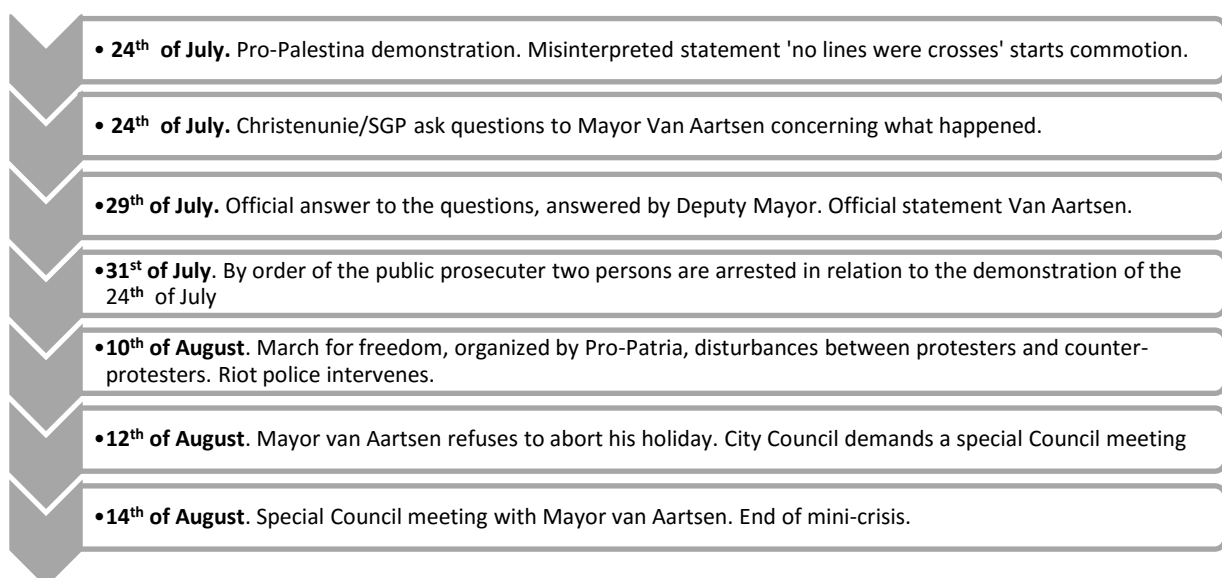 • 24th of July. Pro-Palestina demonstration. Misinterpreted statement 'no lines were crosses' starts commotion.
• 24th of July. Christenunie/SGP ask questions to Mayor Van Aartsen concerning what happened.
•29th of July. Official answer to the questions, answered by Deputy Mayor. Official statement Van Aartsen.
•31st of July. By order of the public prosecuter two persons are arrested in relation to the demonstration of the
24th of July
•10th of August. March for freedom, organized by Pro-Patria, disturbances between protesters and counter-
protesters. Riot police intervenes.
•12th of August. Mayor van Aartsen refuses to abort his holiday. City Council demands a special Council meeting
•14th of August. Special Council meeting with Mayor van Aartsen. End of mini-crisis.